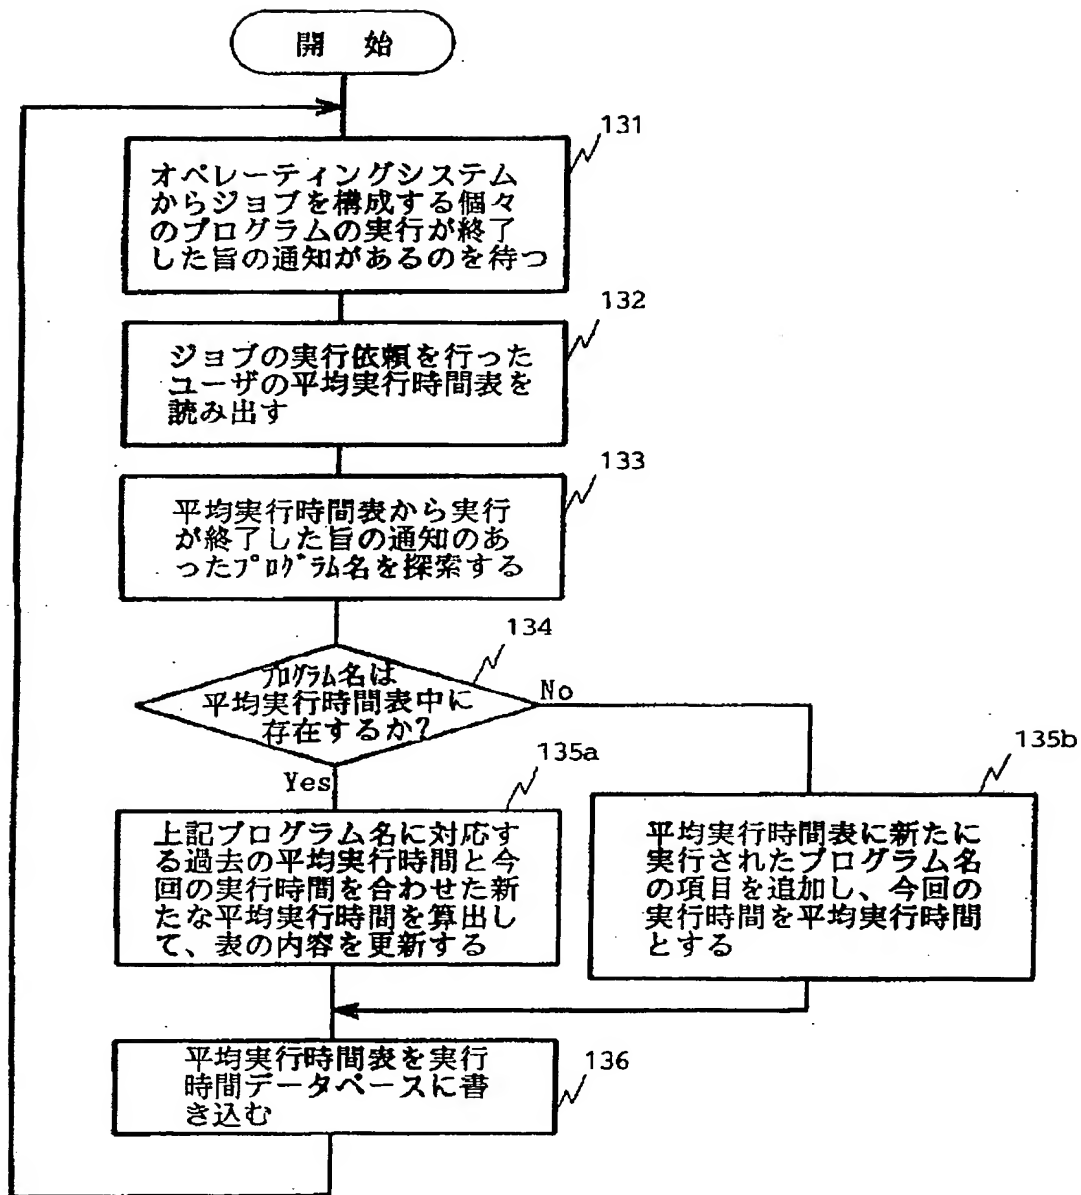 開 始
131
オペレーティングシステム
からジョブを構成する個々
のプログラムの実行が終了
した旨の通知があるのを待つ
132
ジョブの実行依頼を行った
ユーザの平均実行時間表を
読み出す
133
平均実行時間表から実行
が終了した旨の通知のあ
ったプログラム名を探索する
134
プログラム名は
平均実行時間表中に
存在するか?
No
Yes
135a
上記プログラム名に対応す
る過去の平均実行時間と今
回の実行時間を合わせた新
たな平均実行時間を算出し
て、表の内容を更新する
135b
平均実行時間表に新たに
実行されたプログラム名
の項目を追加し、今回の
実行時間を平均実行時間
とする
136
平均実行時間表を実行
時間データベースに書
き込む